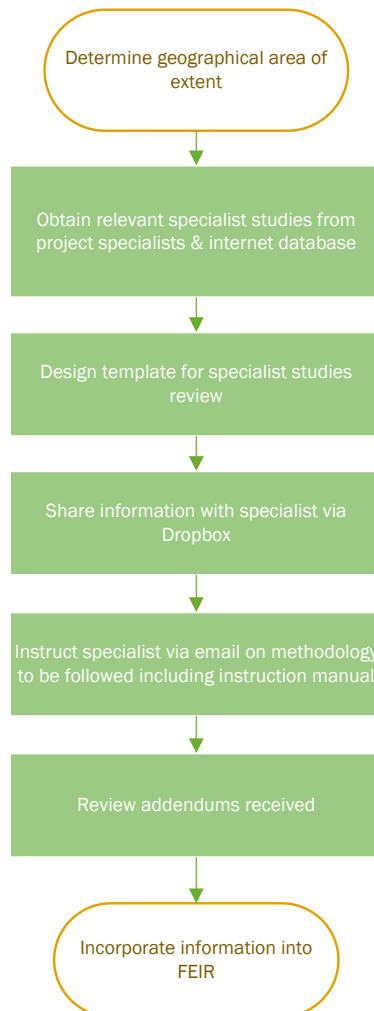 Determine geographical area of
extent
Obtain relevant specialist studies from
project specialists & internet database
Design template for specialist studies
review
Share information with specialist via
Dropbox
Instruct specialist via email on methodology
to be followed including instruction manual
Review addendums received
Incorporate information into
FEIR